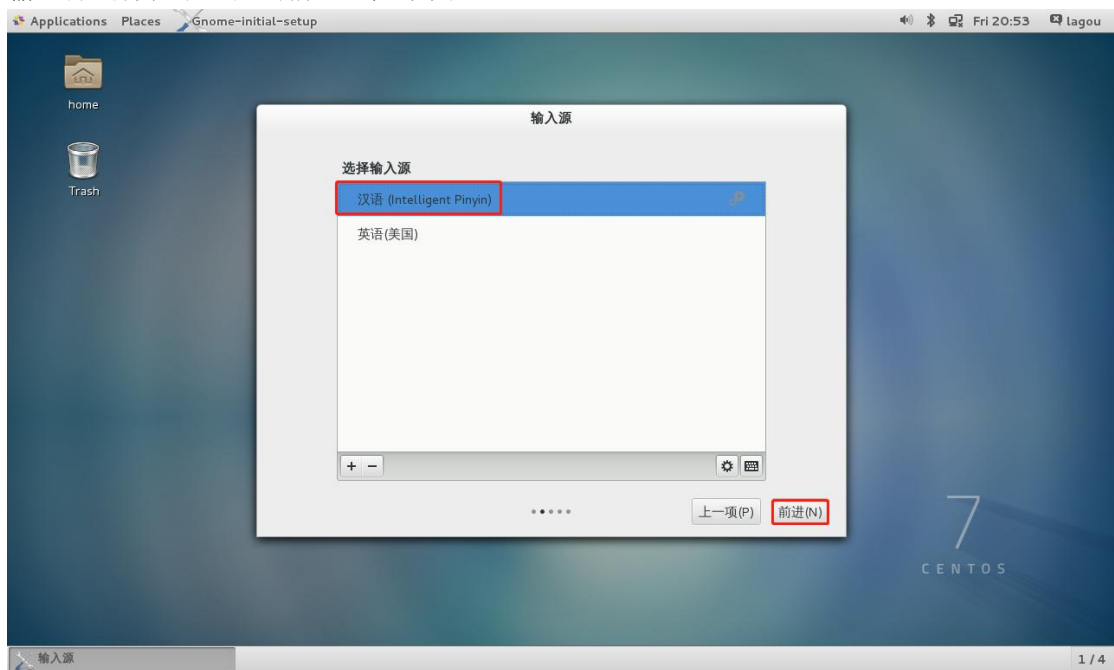 Applications Places Gnome-initial-setup Fri 20:53 lagou
home
Trash
输入源
选择输入源
汉语 (Intelligent Pinyin)
英语(美国)
上一项(P) 前进(N)
7
CENTOS
输入源 1 / 4